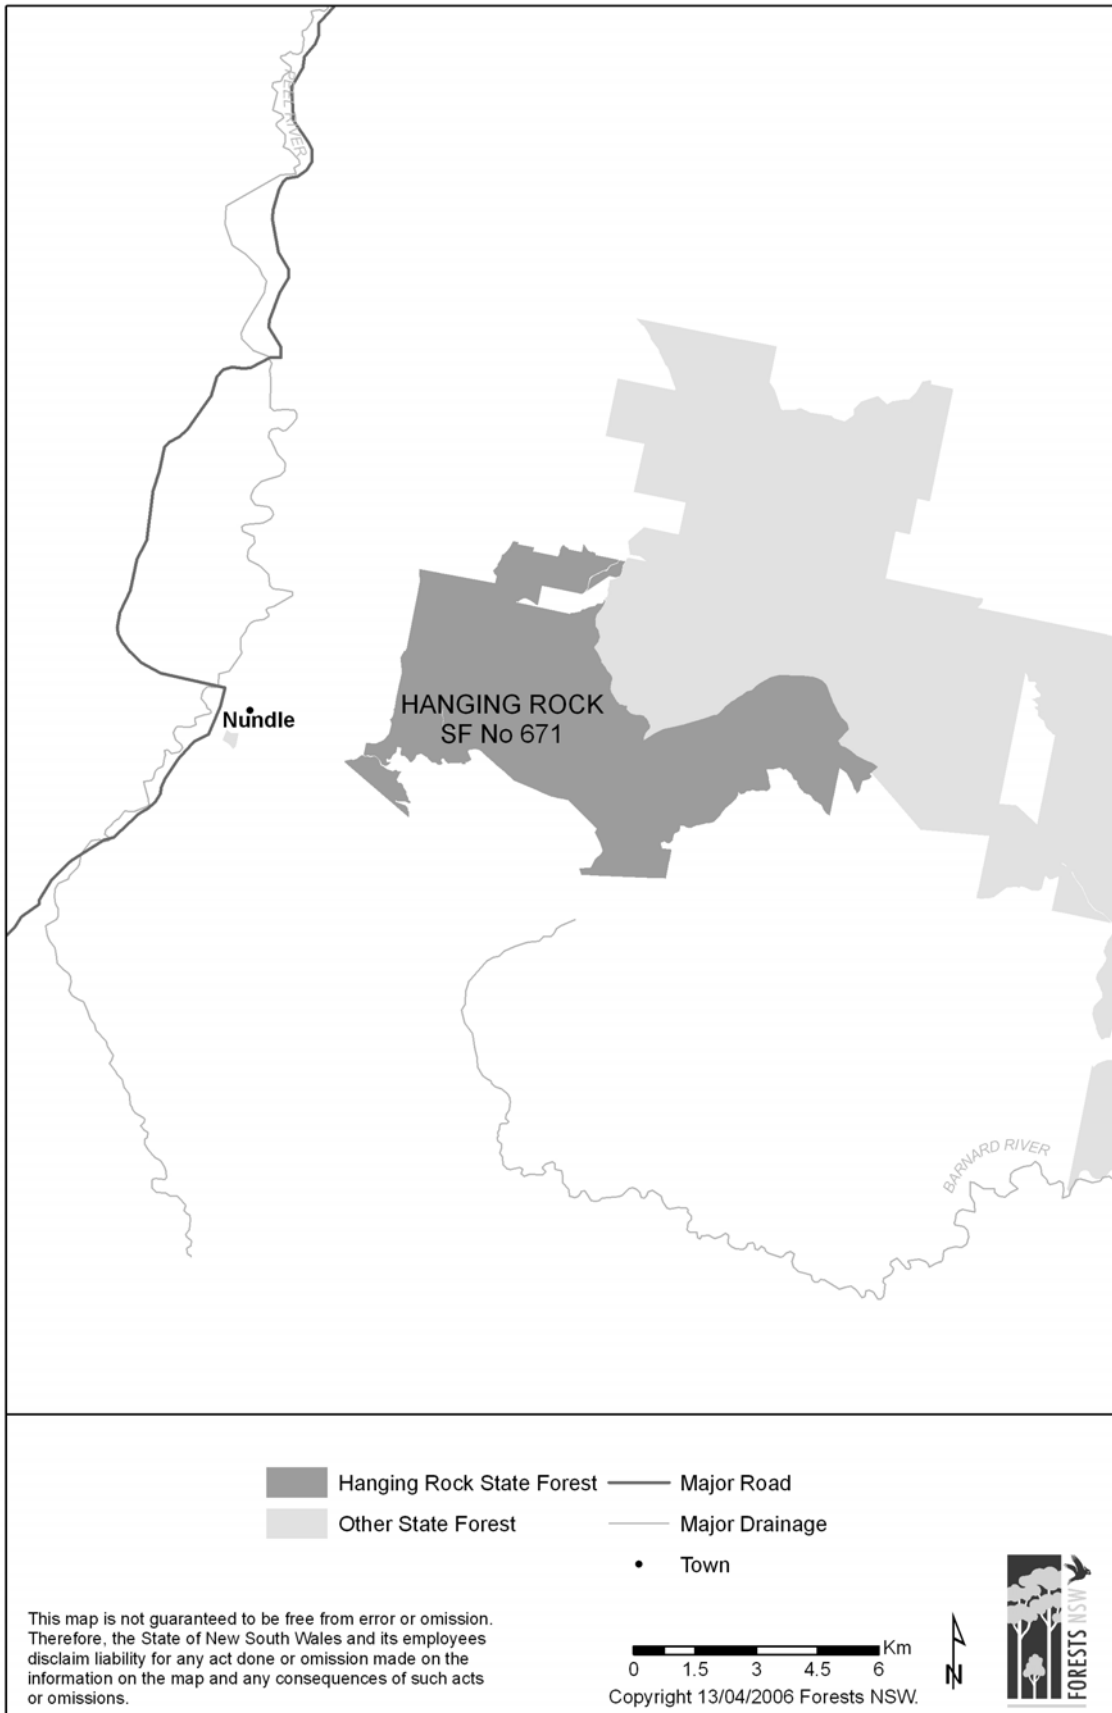 PEEL RIVER
HANGING ROCK
SF No 671
Nundle
BARNARD RIVER
Hanging Rock State Forest
Major Road
Other State Forest
Major Drainage
Town
This map is not guaranteed to be free from error or omission.
Therefore, the State of New South Wales and its employees
disclaim liability for any act done or omission made on the
information on the map and any consequences of such acts
or omissions.
Km
0 1.5 3 4.5 6
Copyright 13/04/2006 Forests NSW.
N
FORESTS NSW